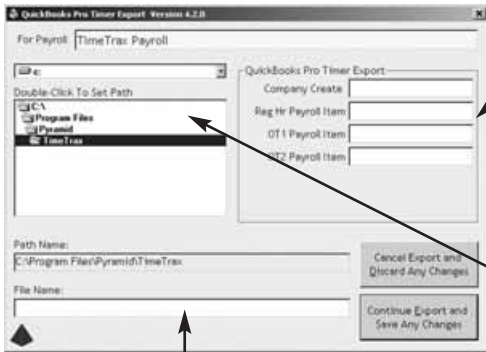 QuickBooks Pro Timer Export Version 4.2.0
For Payroll TimeTrax Payroll
c:
Double-Click To Set Path
C:\
Program Files
Pyramid
TimeTrax
QuickBooks Pro Timer Export
Company Create
Reg Hr Payroll Item
OT1 Payroll Item
OT2 Payroll Item
Path Name:
C:\Program Files\Pyramid\TimeTrax
File Name:
Cancel Export and
Discard Any Changes
Continue Export and
Save Any Changes